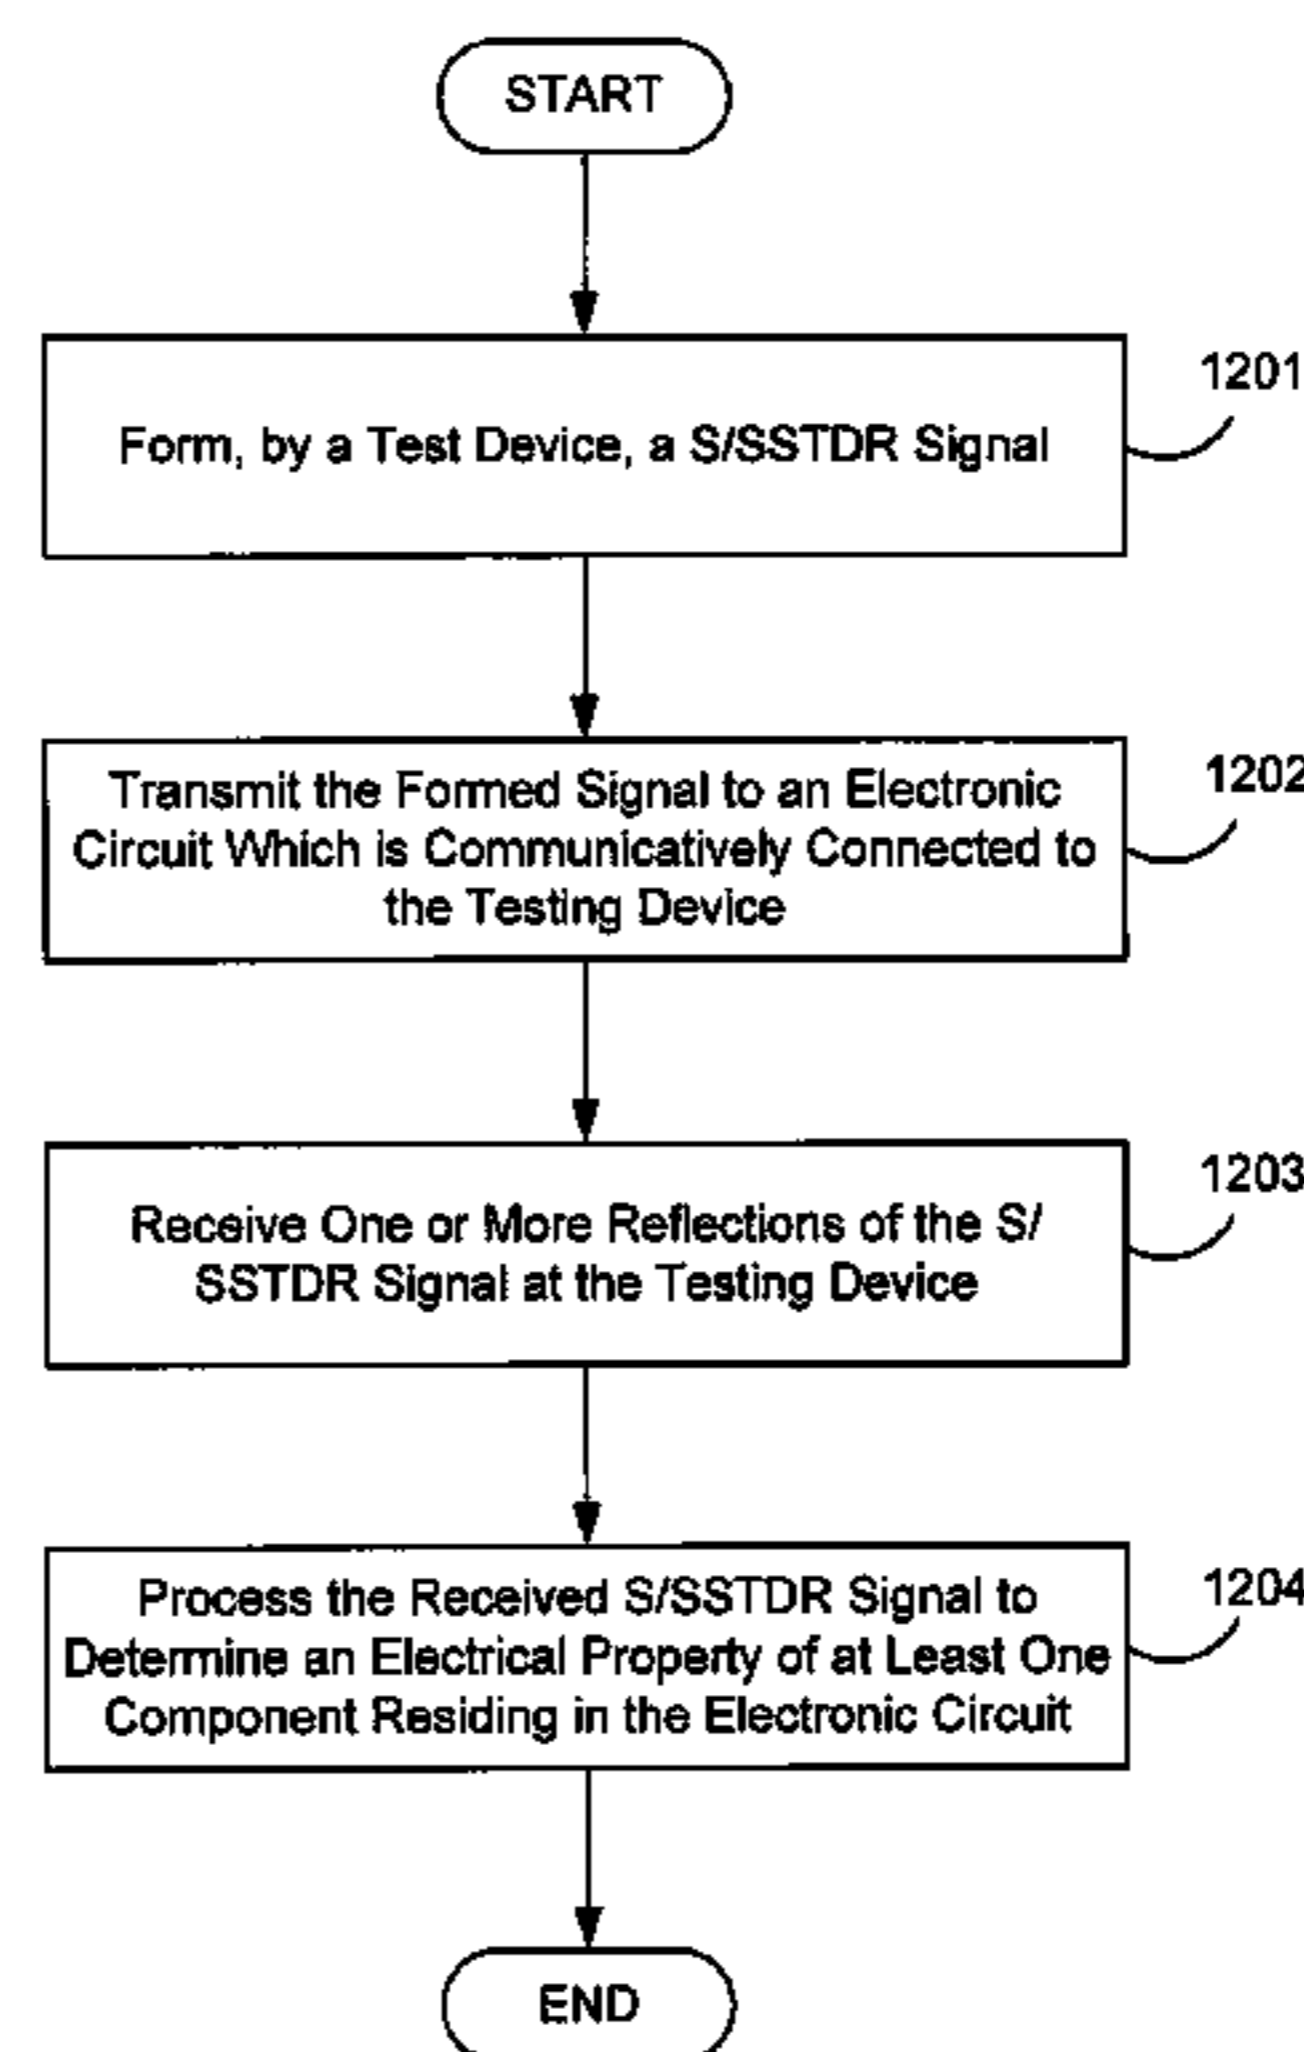 START
Form, by a Test Device, a S/SSTDR Signal
1201
Transmit the Formed Signal to an Electronic
Circuit Which is Communicatively Connected to
the Testing Device
1202
Receive One or More Reflections of the S/
SSTDR Signal at the Testing Device
1203
Process the Received S/SSTDR Signal to
Determine an Electrical Property of at Least One
Component Residing in the Electronic Circuit
1204
END